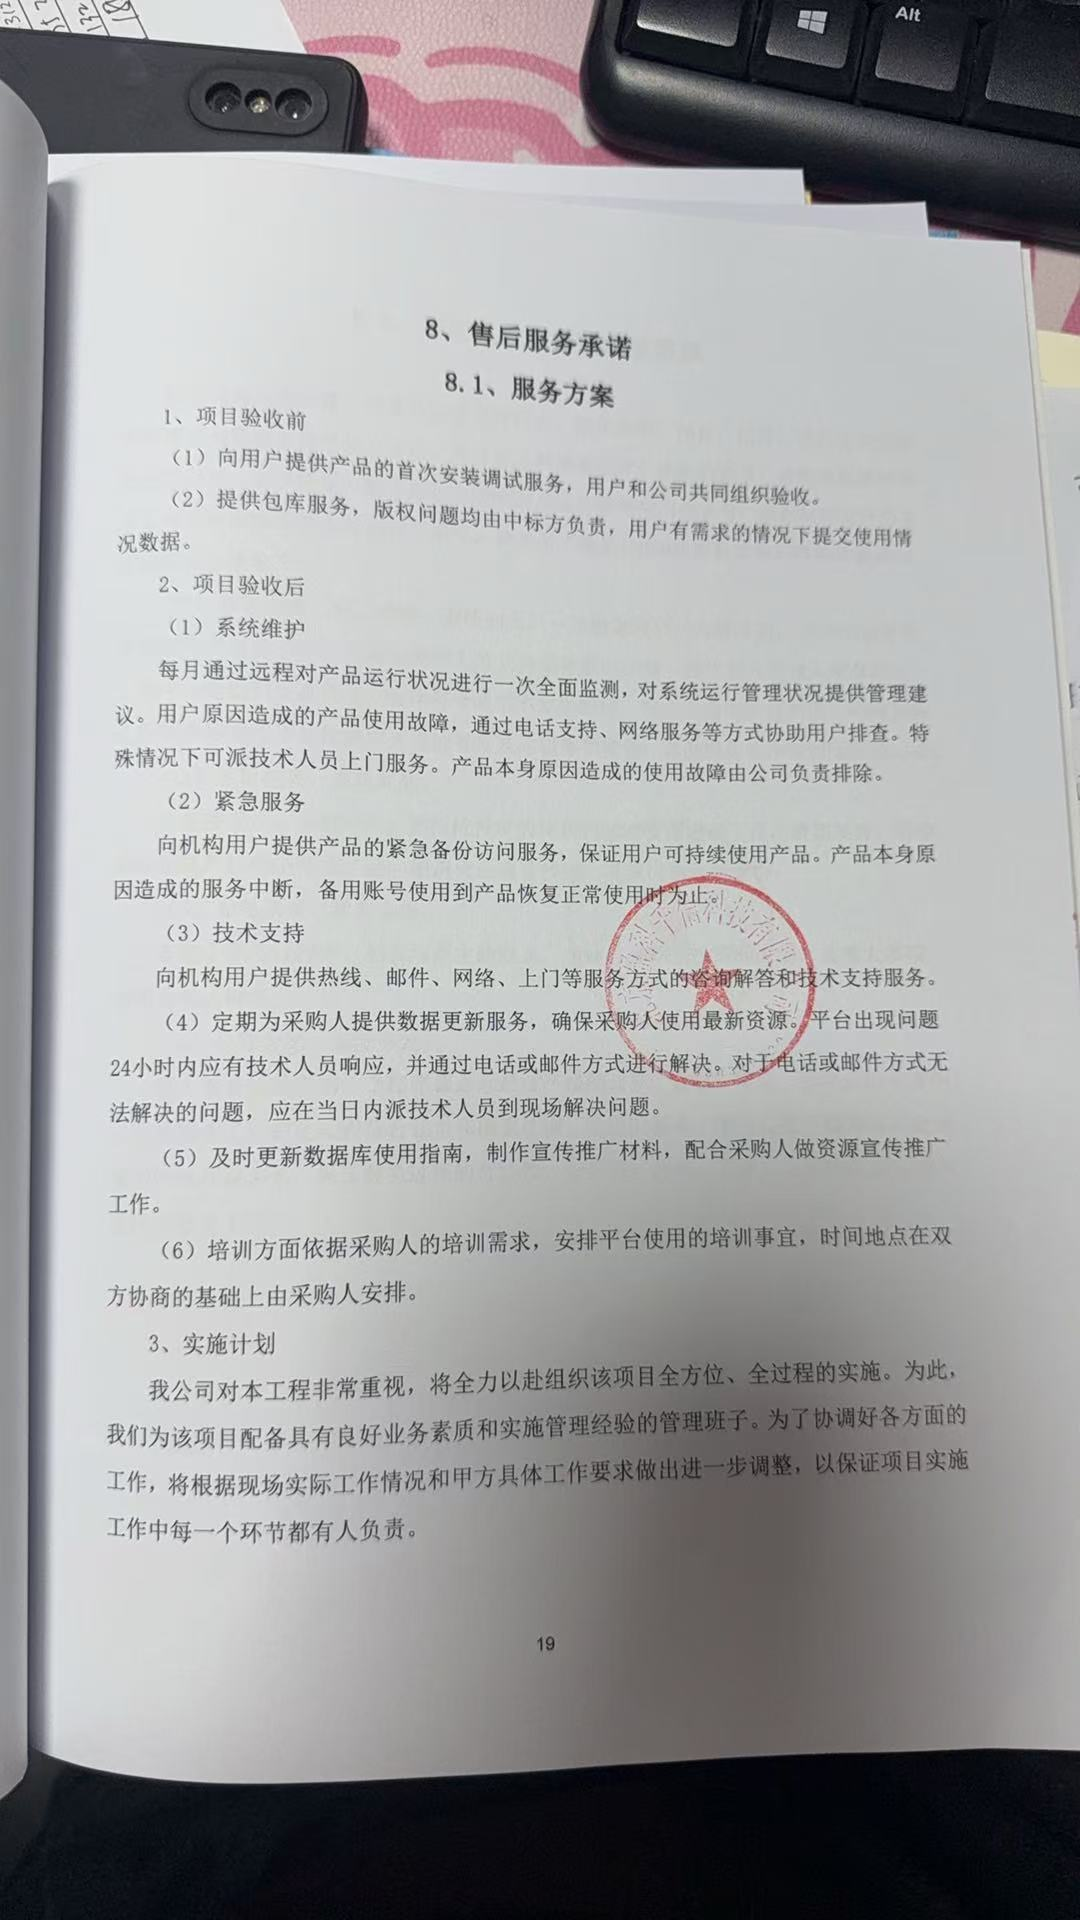 Alt
8、售后服务承诺
8.1、服务方案
1、项目验收前
（1）向用户提供产品的首次安装调试服务，用户和公司共同组织验收。
（2）提供包库服务，版权问题均由中标方负责，用户有需求的情况下提交使用情
况数据。
2、项目验收后
（1）系统维护
每月通过远程对产品运行状况进行一次全面监测，对系统运行管理状况提供管理建
议。用户原因造成的产品使用故障，通过电话支持、网络服务等方式协助用户排查。特
殊情况下可派技术人员上门服务。产品本身原因造成的使用故障由公司负责排除。
（2）紧急服务
向机构用户提供产品的紧急备份访问服务，保证用户可持续使用产品。产品本身原
因造成的服务中断，备用账号使用到产品恢复正常使用时为止。
（3）技术支持
向机构用户提供热线、邮件、网络、上门等服务方式的咨询解答和技术支持服务。
（4）定期为采购人提供数据更新服务，确保采购人使用最新资源。平台出现问题
24小时内应有技术人员响应，并通过电话或邮件方式进行解决。对于电话或邮件方式无
法解决的问题，应在当日内派技术人员到现场解决问题。
（5）及时更新数据库使用指南，制作宣传推广材料，配合采购人做资源宣传推广
工作。
（6）培训方面依据采购人的培训需求，安排平台使用的培训事宜，时间地点在双
方协商的基础上由采购人安排。
3、实施计划
我公司对本工程非常重视，将全力以赴组织该项目全方位、全过程的实施。为此，
我们为该项目配备具有良好业务素质和实施管理经验的管理班子。为了协调好各方面的
工作，将根据现场实际工作情况和甲方具体工作要求做出进一步调整，以保证项目实施
工作中每一个环节都有人负责。
科技有限
19